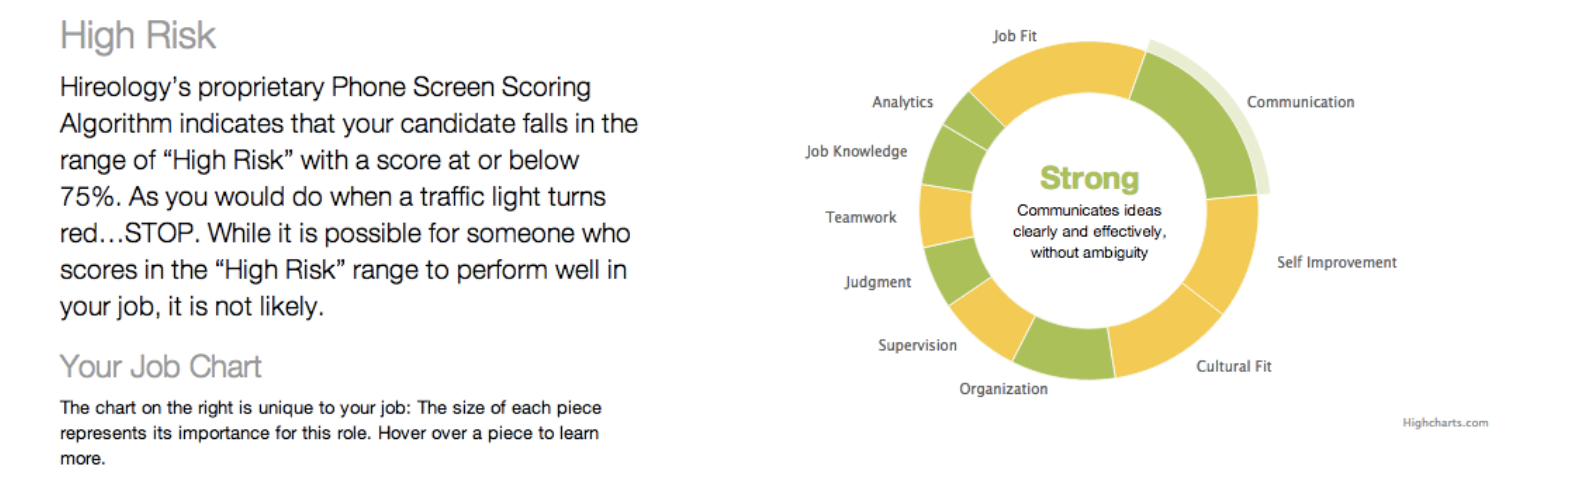 High Risk
Hireology’s proprietary Phone Screen Scoring
Algorithm indicates that your candidate falls in the
range of “High Risk” with a score at or below
75%. As you would do when a traffic light turns
red…STOP. While it is possible for someone who
scores in the “High Risk” range to perform well in
your job, it is not likely.
Your Job Chart
The chart on the right is unique to your job: The size of each piece
represents its importance for this role. Hover over a piece to learn
more.
Job Fit
Communication
Analytics
Job Knowledge
Teamwork
Judgment
Supervision
Organization
Cultural Fit
Self Improvement
Strong
Communicates ideas
clearly and effectively,
without ambiguity
Highcharts.com